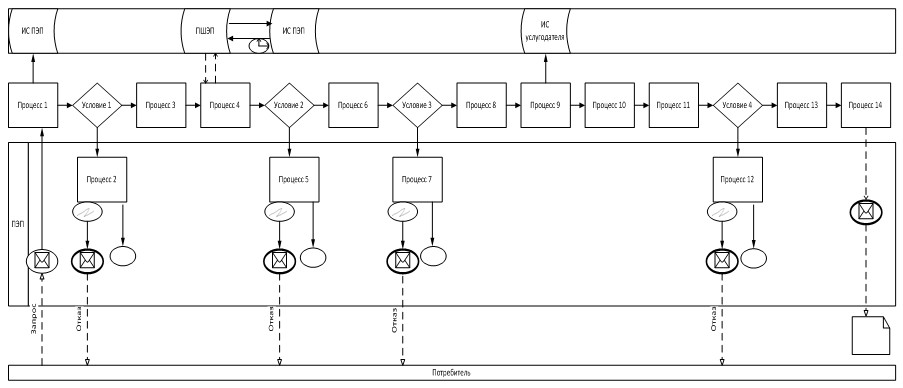 ИС ПЭП
ПШЭП
ИС ПЭП
ИС
услугодателя
Процесс 1
Условие 1
Процесс 3
Процесс 4
Условие 2
Процесс 6
Условие 3
Процесс 8
Процесс 9
Процесс 10
Процесс 11
Условие 4
Процесс 13
Процесс 14
Процесс 2
Процесс 5
Процесс 7
Процесс 12
ПЭП
Запрос
Отказ
Отказ
Отказ
Отказ
Потребитель